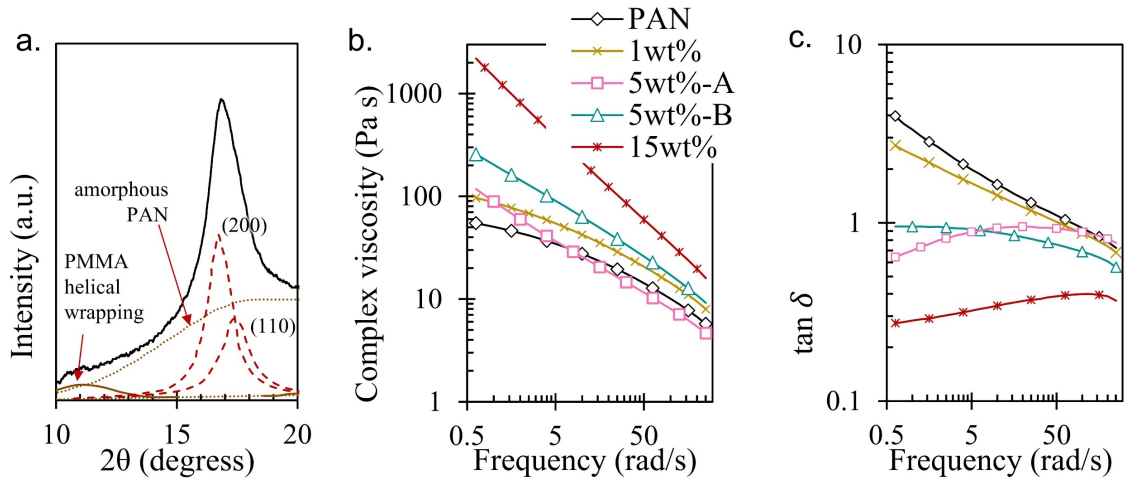 a.
Intensity (a.u.)
amorphous
PAN
(200)
PMMA
helical
wrapping
(110)
10
15
20
2θ (degress)
b.
PAN
1wt%
5wt%-A
5wt%-B
15wt%
Complex viscosity (Pa s)
1000
100
10
1
0.5
5
50
Frequency (rad/s)
c.
tan δ
10
1
0.1
0.5
5
50
Frequency (rad/s)